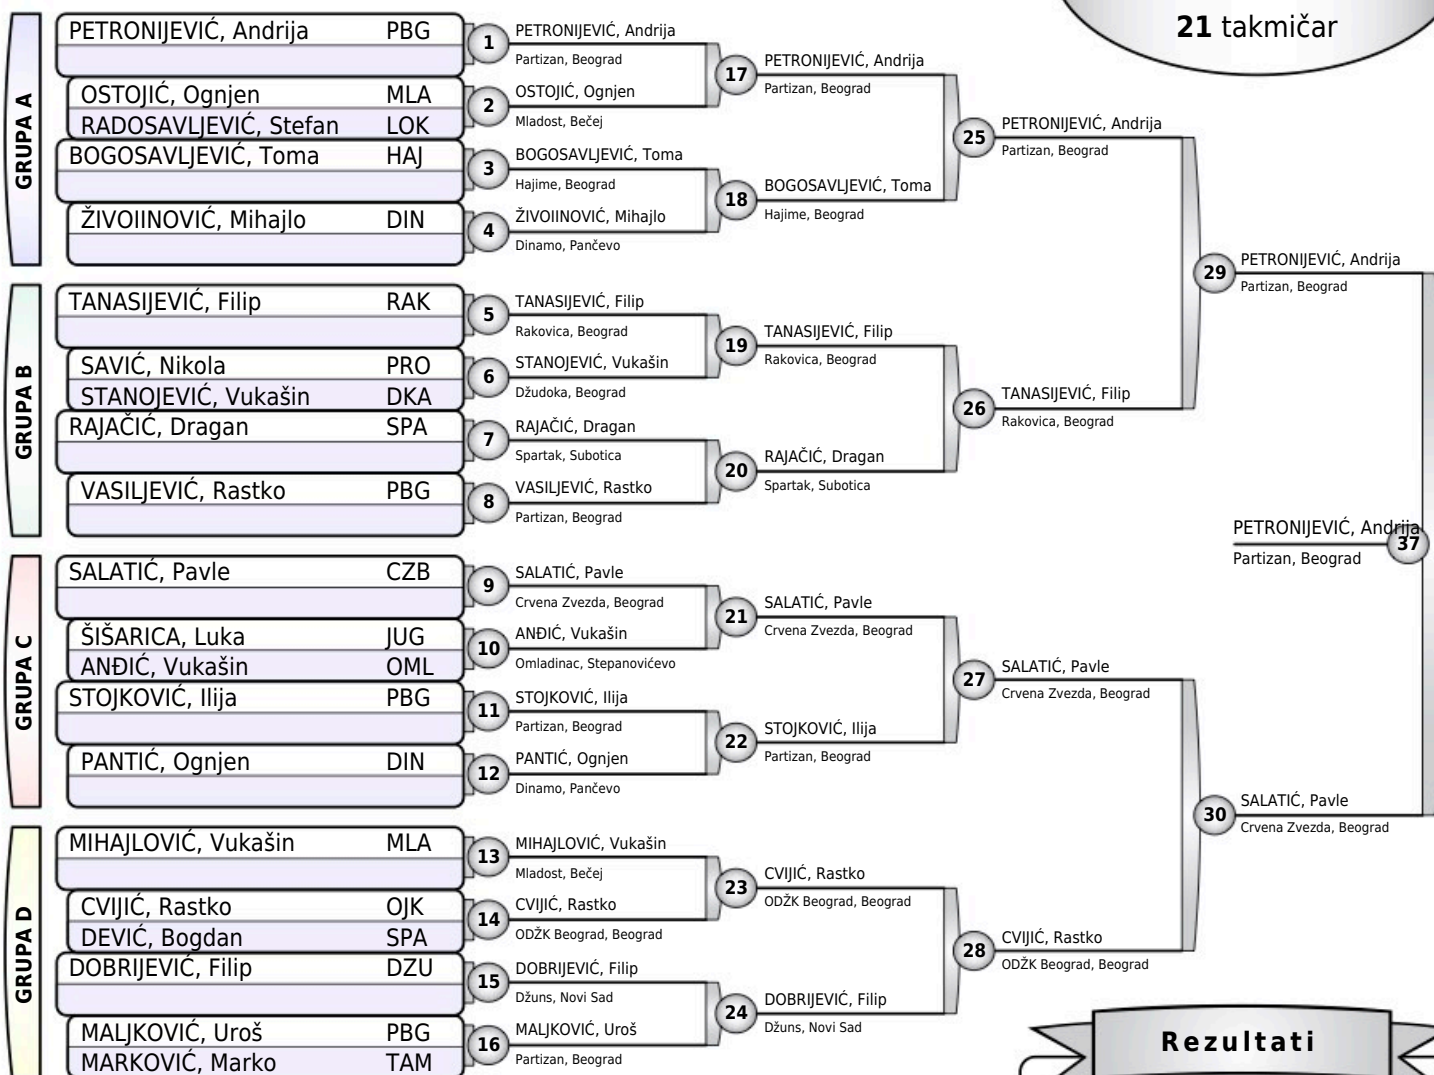 21 takmičar
GRUPA A
PETRONIJEVIĆ, Andrija PBG
OSTOJIĆ, Ognjen MLA
RADOSAVLJEVIĆ, Stefan LOK
BOGOSAVLJEVIĆ, Toma HAJ
ŽIVOIINOVIĆ, Mihajlo DIN
GRUPA B
TANASIJEVIĆ, Filip RAK
SAVIĆ, Nikola PRO
STANOJEVIĆ, Vukašin DKA
RAJAČIĆ, Dragan SPA
VASILJEVIĆ, Rastko PBG
GRUPA C
SALATIĆ, Pavle CZB
ŠIŠARICA, Luka JUG
ANĐIĆ, Vukašin OML
STOJKOVIĆ, Ilija PBG
PANTIĆ, Ognjen DIN
GRUPA D
MIHAJLOVIĆ, Vukašin MLA
CVIJIĆ, Rastko OJK
DEVIĆ, Bogdan SPA
DOBRIJEVIĆ, Filip DZU
MALJKOVIĆ, Uroš PBG
MARKOVIĆ, Marko TAM
1 PETRONIJEVIĆ, Andrija
Partizan, Beograd
2 OSTOJIĆ, Ognjen
Mladost, Bečej
3 BOGOSAVLJEVIĆ, Toma
Hajime, Beograd
4 ŽIVOIINOVIĆ, Mihajlo
Dinamo, Pančevo
5 TANASIJEVIĆ, Filip
Rakovica, Beograd
6 STANOJEVIĆ, Vukašin
Džudoka, Beograd
7 RAJAČIĆ, Dragan
Spartak, Subotica
8 VASILJEVIĆ, Rastko
Partizan, Beograd
9 SALATIĆ, Pavle
Crvena Zvezda, Beograd
10 ANĐIĆ, Vukašin
Omladinac, Stepanovićevo
11 STOJKOVIĆ, Ilija
Partizan, Beograd
12 PANTIĆ, Ognjen
Dinamo, Pančevo
13 MIHAJLOVIĆ, Vukašin
Mladost, Bečej
14 CVIJIĆ, Rastko
ODŽK Beograd, Beograd
15 DOBRIJEVIĆ, Filip
Džuns, Novi Sad
16 MALJKOVIĆ, Uroš
Partizan, Beograd
17 PETRONIJEVIĆ, Andrija
Partizan, Beograd
18 BOGOSAVLJEVIĆ, Toma
Hajime, Beograd
19 TANASIJEVIĆ, Filip
Rakovica, Beograd
20 RAJAČIĆ, Dragan
Spartak, Subotica
21 SALATIĆ, Pavle
Crvena Zvezda, Beograd
22 STOJKOVIĆ, Ilija
Partizan, Beograd
23 CVIJIĆ, Rastko
ODŽK Beograd, Beograd
24 DOBRIJEVIĆ, Filip
Džuns, Novi Sad
25 PETRONIJEVIĆ, Andrija
Partizan, Beograd
26 TANASIJEVIĆ, Filip
Rakovica, Beograd
27 SALATIĆ, Pavle
Crvena Zvezda, Beograd
28 CVIJIĆ, Rastko
ODŽK Beograd, Beograd
29 PETRONIJEVIĆ, Andrija
Partizan, Beograd
30 SALATIĆ, Pavle
Crvena Zvezda, Beograd
PETRONIJEVIĆ, Andrija
37
Partizan, Beograd
Rezultati